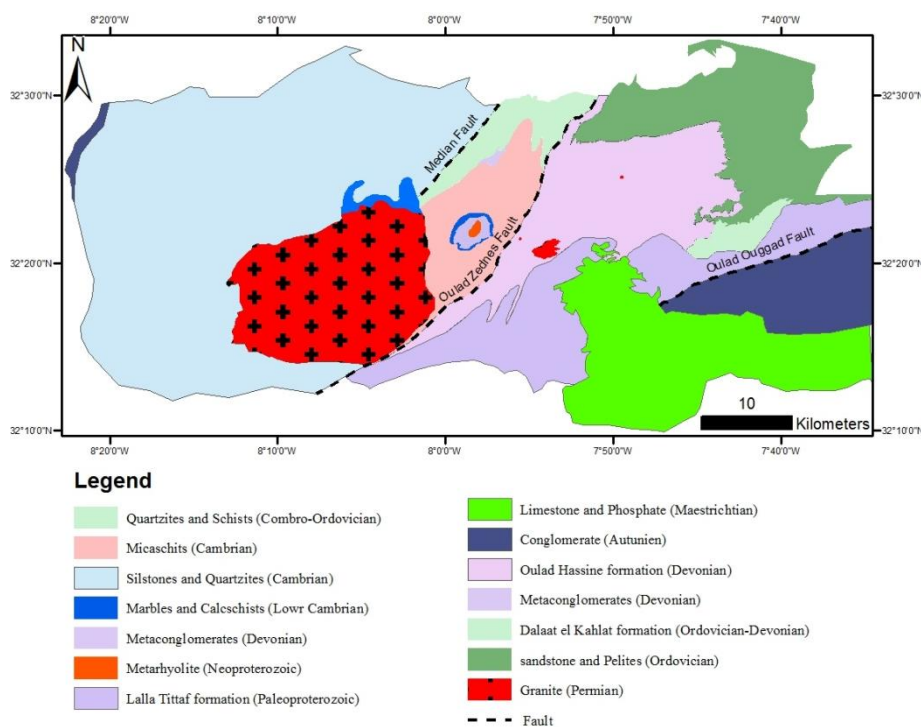 8°20'0"W 8°10'0"W 8°0'0"W 7°50'0"W 7°40'0"W
N
32°30'0"N 32°30'0"N
Median Fault
Oulad Zednes Fault
Oulad Ouggad Fault
32°20'0"N 32°20'0"N
10
Kilometers
32°10'0"N 32°10'0"N
8°20'0"W 8°10'0"W 8°0'0"W 7°50'0"W 7°40'0"W
Legend
Quartzites and Schists (Combro-Ordovician)
Micaschits (Cambrian)
Silstones and Quartzites (Cambrian)
Marbles and Calcschists (Lowr Cambrian)
Metaconglomerates (Devonian)
Metarhyolite (Neoproterozoic)
Lalla Tittaf formation (Paleoproterozoic)
Limestone and Phosphate (Maestrichtian)
Conglomerate (Autunien)
Oulad Hassine formation (Devonian)
Metaconglomerates (Devonian)
Dalaat el Kahlat formation (Ordovician-Devonian)
sandstone and Pelites (Ordovician)
Granite (Permian)
Fault